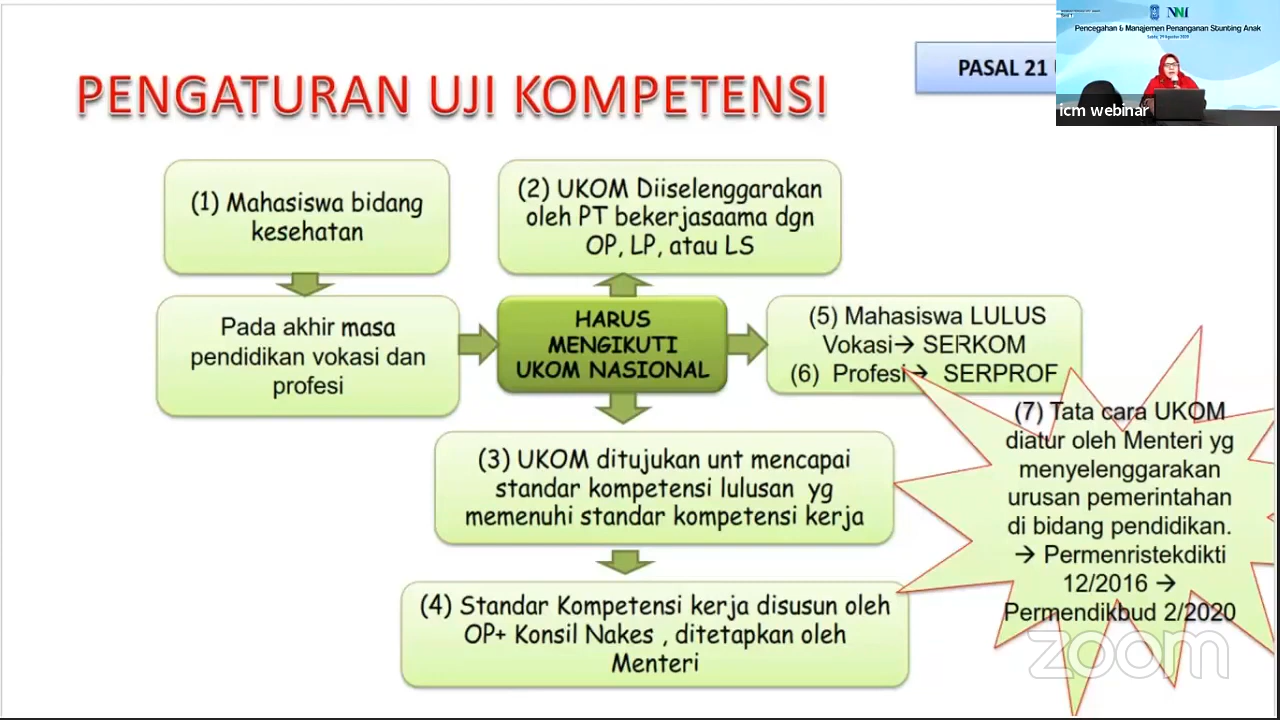 PENGATURAN UJI KOMPETENSI
PASAL 21
NNI
Pencegahan & Manajemen Penanganan Stunting Anak
icm webinar
(1) Mahasiswa bidang
kesehatan
(2) UKOM Diiselenggarakan
oleh PT bekerjasaama dgn
OP, LP, atau LS
Pada akhir masa
pendidikan vokasi dan
profesi
HARUS
MENGIKUTI
UKOM NASIONAL
(5) Mahasiswa LULUS
Vokasi→ SERKOM
(6) Profesi→ SERPROF
(3) UKOM ditujukan unt mencapai
standar kompetensi lulusan yg
memenuhi standar kompetensi kerja
(4) Standar Kompetensi kerja disusun oleh
OP+ Konsil Nakes , ditetapkan oleh
Menteri
(7) Tata cara UKOM
diatur oleh Menteri yg
menyelenggarakan
urusan pemerintahan
di bidang pendidikan.
→ Permenristekdikti
12/2016 →
Permendikbud 2/2020
zoom